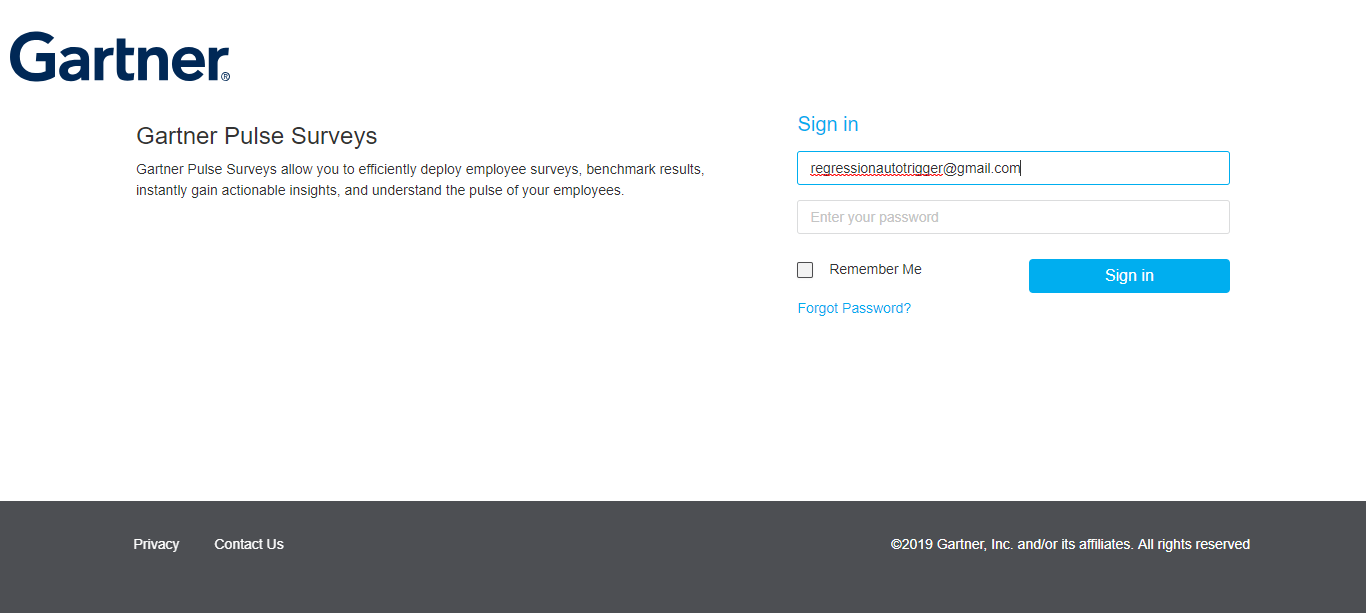 Gartner®
Gartner Pulse Surveys
Gartner Pulse Surveys allow you to efficiently deploy employee surveys, benchmark results,
instantly gain actionable insights, and understand the pulse of your employees.
Sign in
regressionautotrigger@gmail.com
Enter your password
Remember Me
Sign in
Forgot Password?
Privacy
Contact Us
©2019 Gartner, Inc. and/or its affiliates. All rights reserved